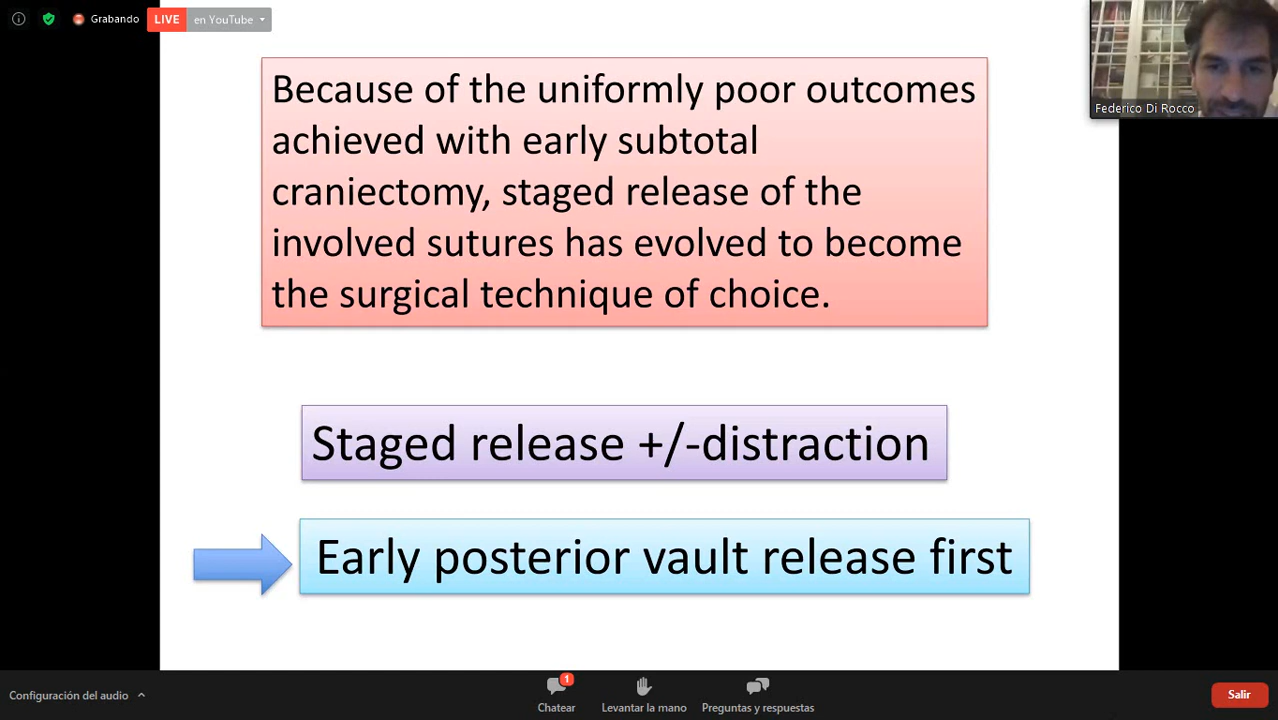 Grabando
LIVE en YouTube
Because of the uniformly poor outcomes
achieved with early subtotal
craniectomy, staged release of the
involved sutures has evolved to become
the surgical technique of choice.
Federico Di Rocco
Staged release +/-distraction
Early posterior vault release first
Configuración del audio
1
Chatear
Levantar la mano
Preguntas y respuestas
Salir